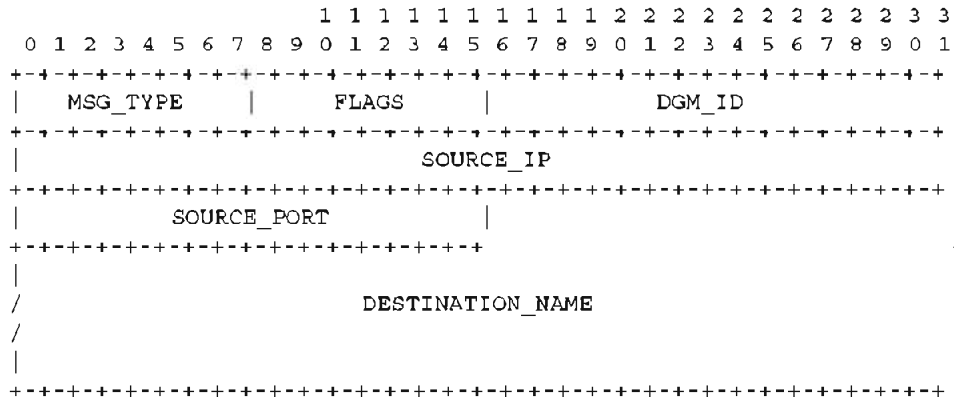 1 1 1 1 1 1 1 1 1 1 2 2 2 2 2 2 2 2 2 2 3 3
 0 1 2 3 4 5 6 7 8 9 0 1 2 3 4 5 6 7 8 9 0 1 2 3 4 5 6 7 8 9 0 1
+-+-+-+-+-+-+-+-+-+-+-+-+-+-+-+-+-+-+-+-+-+-+-+-+-+-+-+-+-+-+-+-+
|   MSG_TYPE    |     FLAGS     |           DGM_ID
+-+-+-+-+-+-+-+-+-+-+-+-+-+-+-+-+-+-+-+-+-+-+-+-+-+-+-+-+-+-+-+-+
|                           SOURCE_IP
+-+-+-+-+-+-+-+-+-+-+-+-+-+-+-+-+-+-+-+-+-+-+-+-+-+-+-+-+-+-+-+-+
|          SOURCE_PORT          |
+-+-+-+-+-+-+-+-+-+-+-+-+-+-+-+-+
|
/                       DESTINATION_NAME
/
|
+-+-+-+-+-+-+-+-+-+-+-+-+-+-+-+-+-+-+-+-+-+-+-+-+-+-+-+-+-+-+-+-+